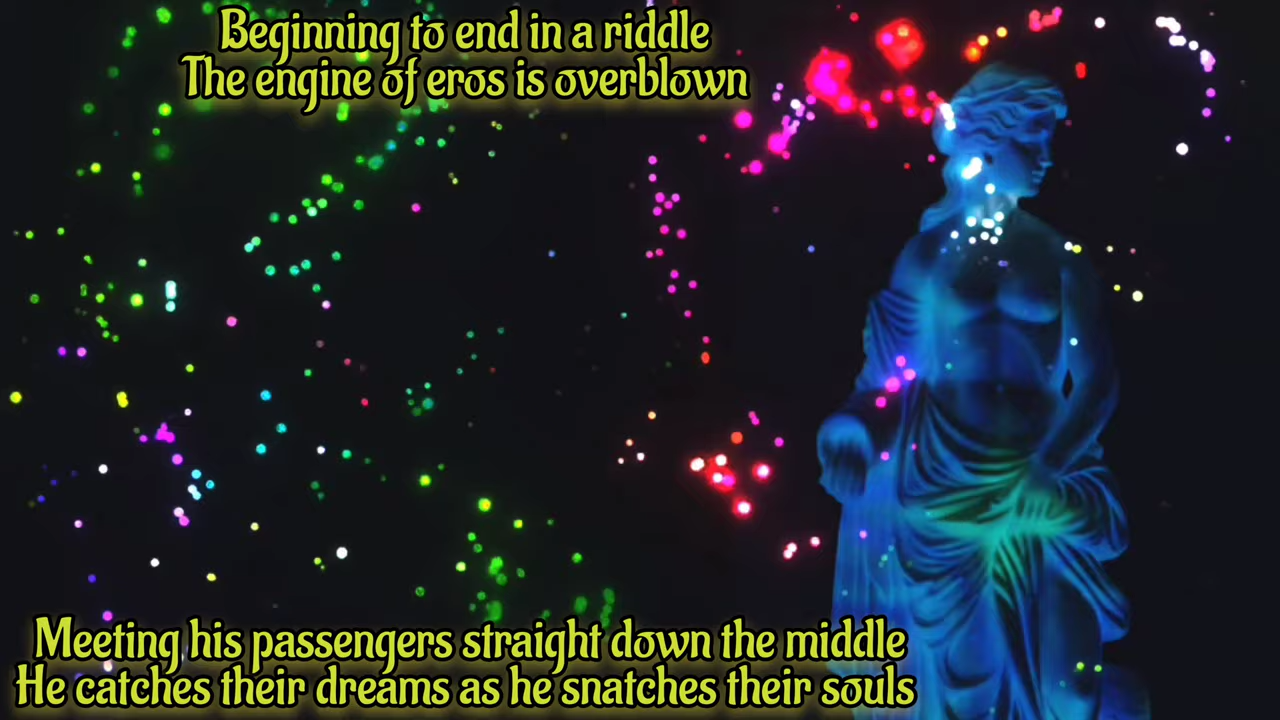 Beginning to end in a riddle
The engine of eros is overblown
Meeting his passengers straight down the middle
He catches their dreams as he snatches their souls